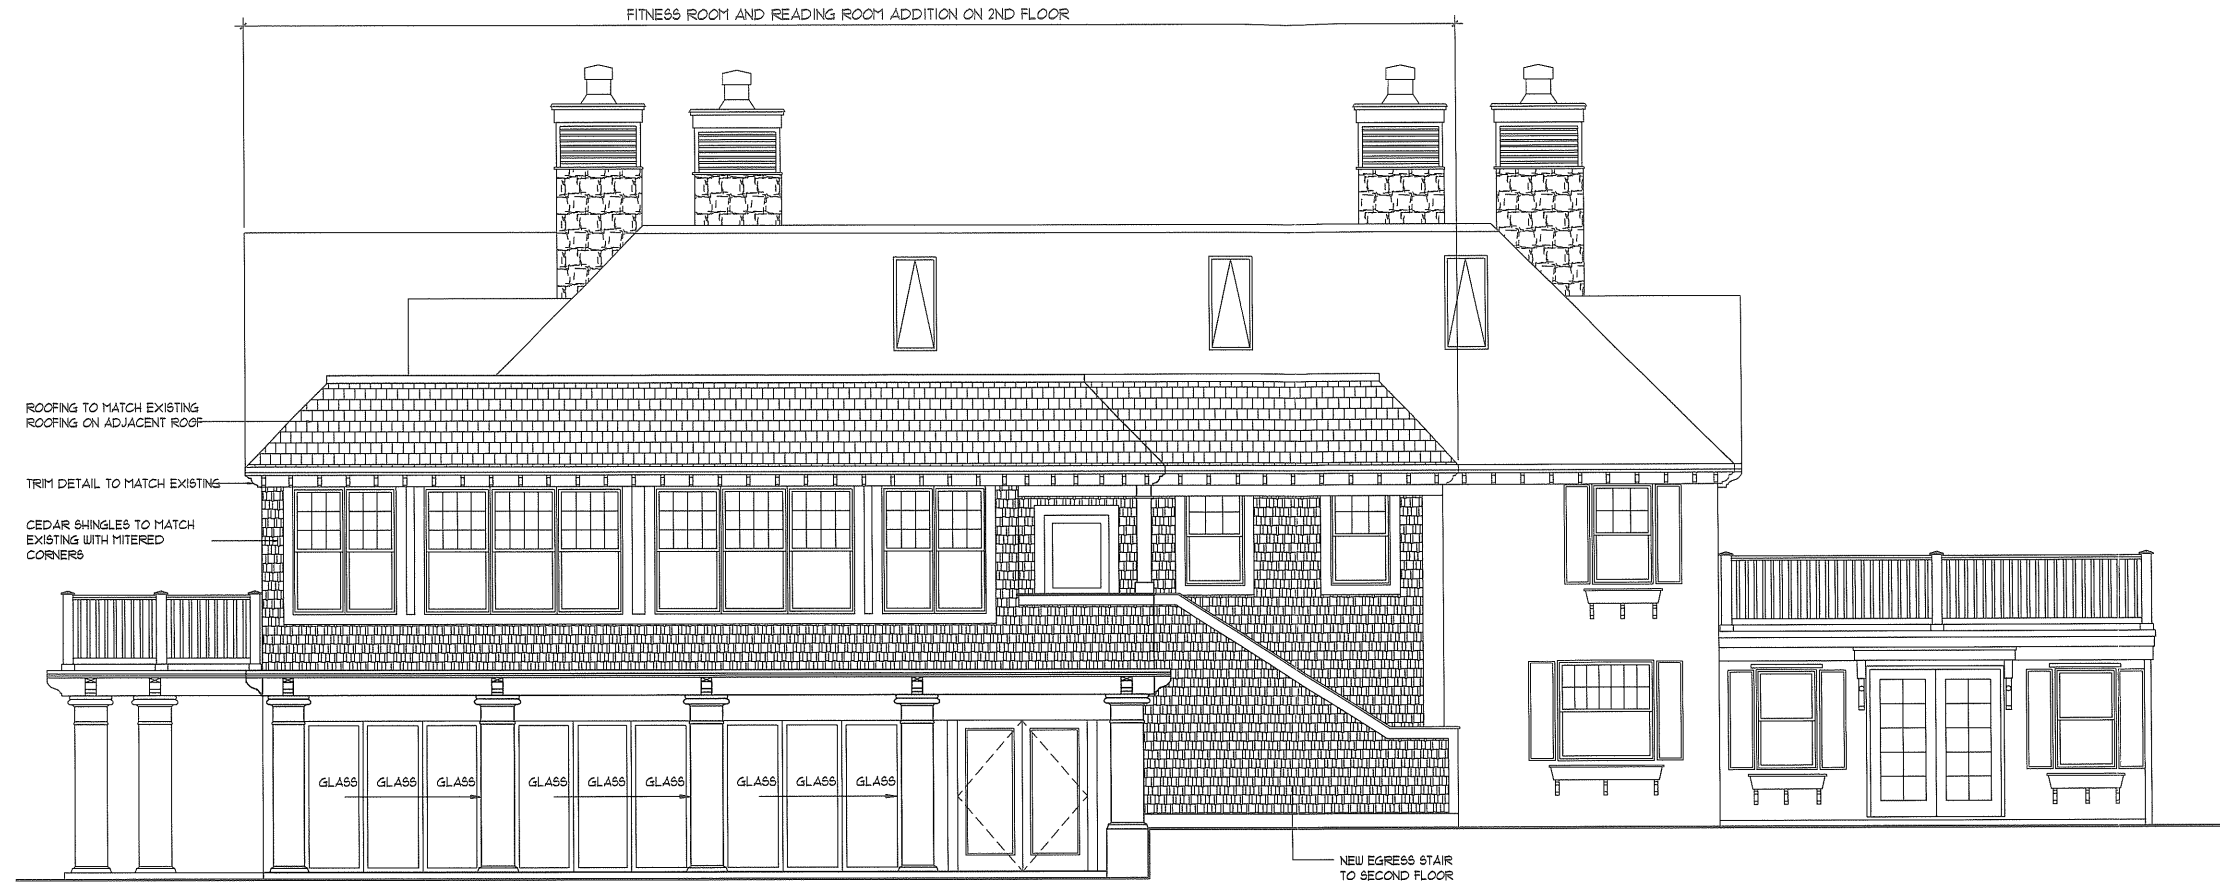 FITNESS ROOM AND READING ROOM ADDITION ON 2ND FLOOR
ROOFING TO MATCH EXISTING
ROOFING ON ADJACENT ROOF
TRIM DETAIL TO MATCH EXISTING
CEDAR SHINGLES TO MATCH
EXISTING WITH MITERED
CORNERS
GLASS GLASS GLASS GLASS GLASS GLASS GLASS GLASS GLASS
NEW EGRESS STAIR
TO SECOND FLOOR